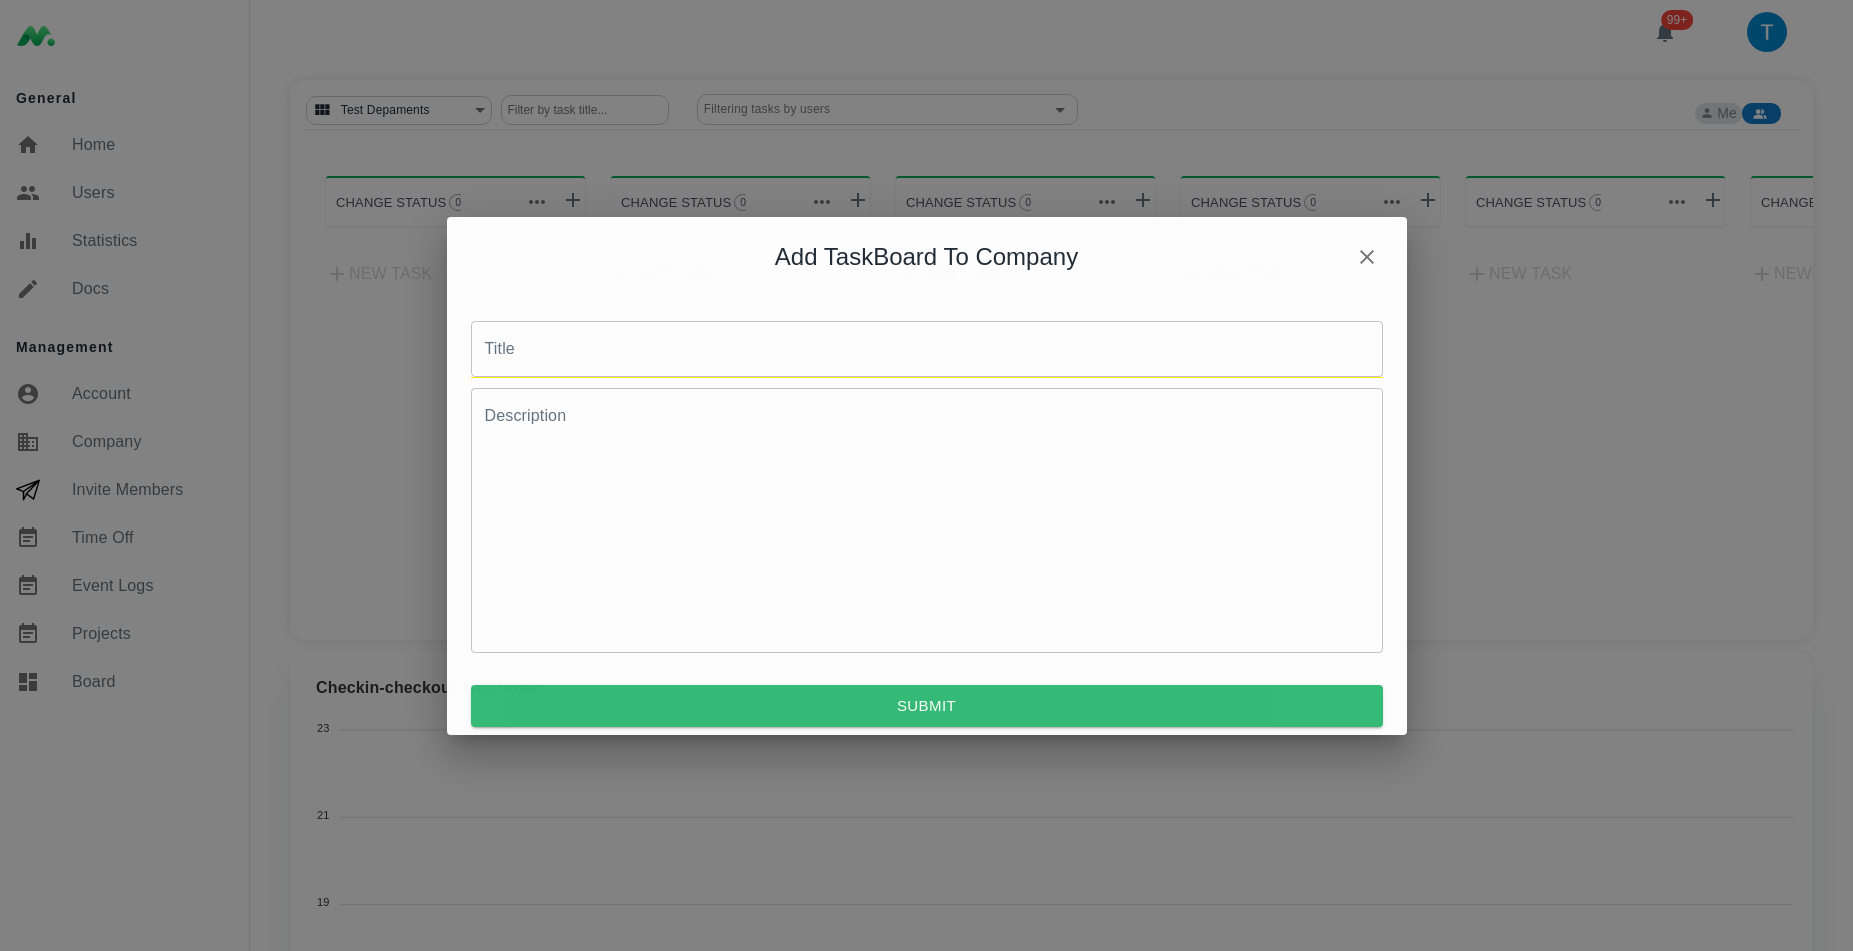 99+
T
General
Home
Users
Statistics
Docs
Management
Account
Company
Invite Members
Time Off
Event Logs
Projects
Board
Test Depaments
Filter by task title...
Filtering tasks by users
Me
CHANGE STATUS 0
CHANGE STATUS 0
CHANGE STATUS 0
CHANGE STATUS 0
CHANGE STATUS 0
NEW TASK
NEW TASK
NEW
Add TaskBoard To Company
Title
Description
SUBMIT
23
21
19